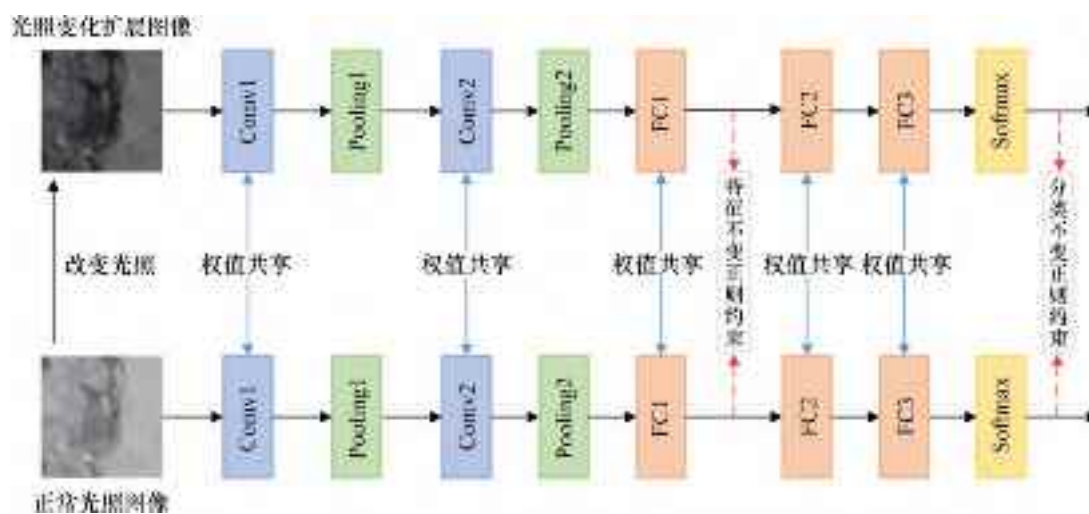 光照变化扩展图像
Conv1
Pooling1
Conv2
Pooling2
FC1
FC2
FC3
Softmax
改变光照
权值共享
权值共享
权值共享
特征不变正则约束
权值共享
权值共享
分类不变正则约束
Conv1
Pooling1
Conv2
Pooling2
FC1
FC2
FC3
Softmax
正常光照图像